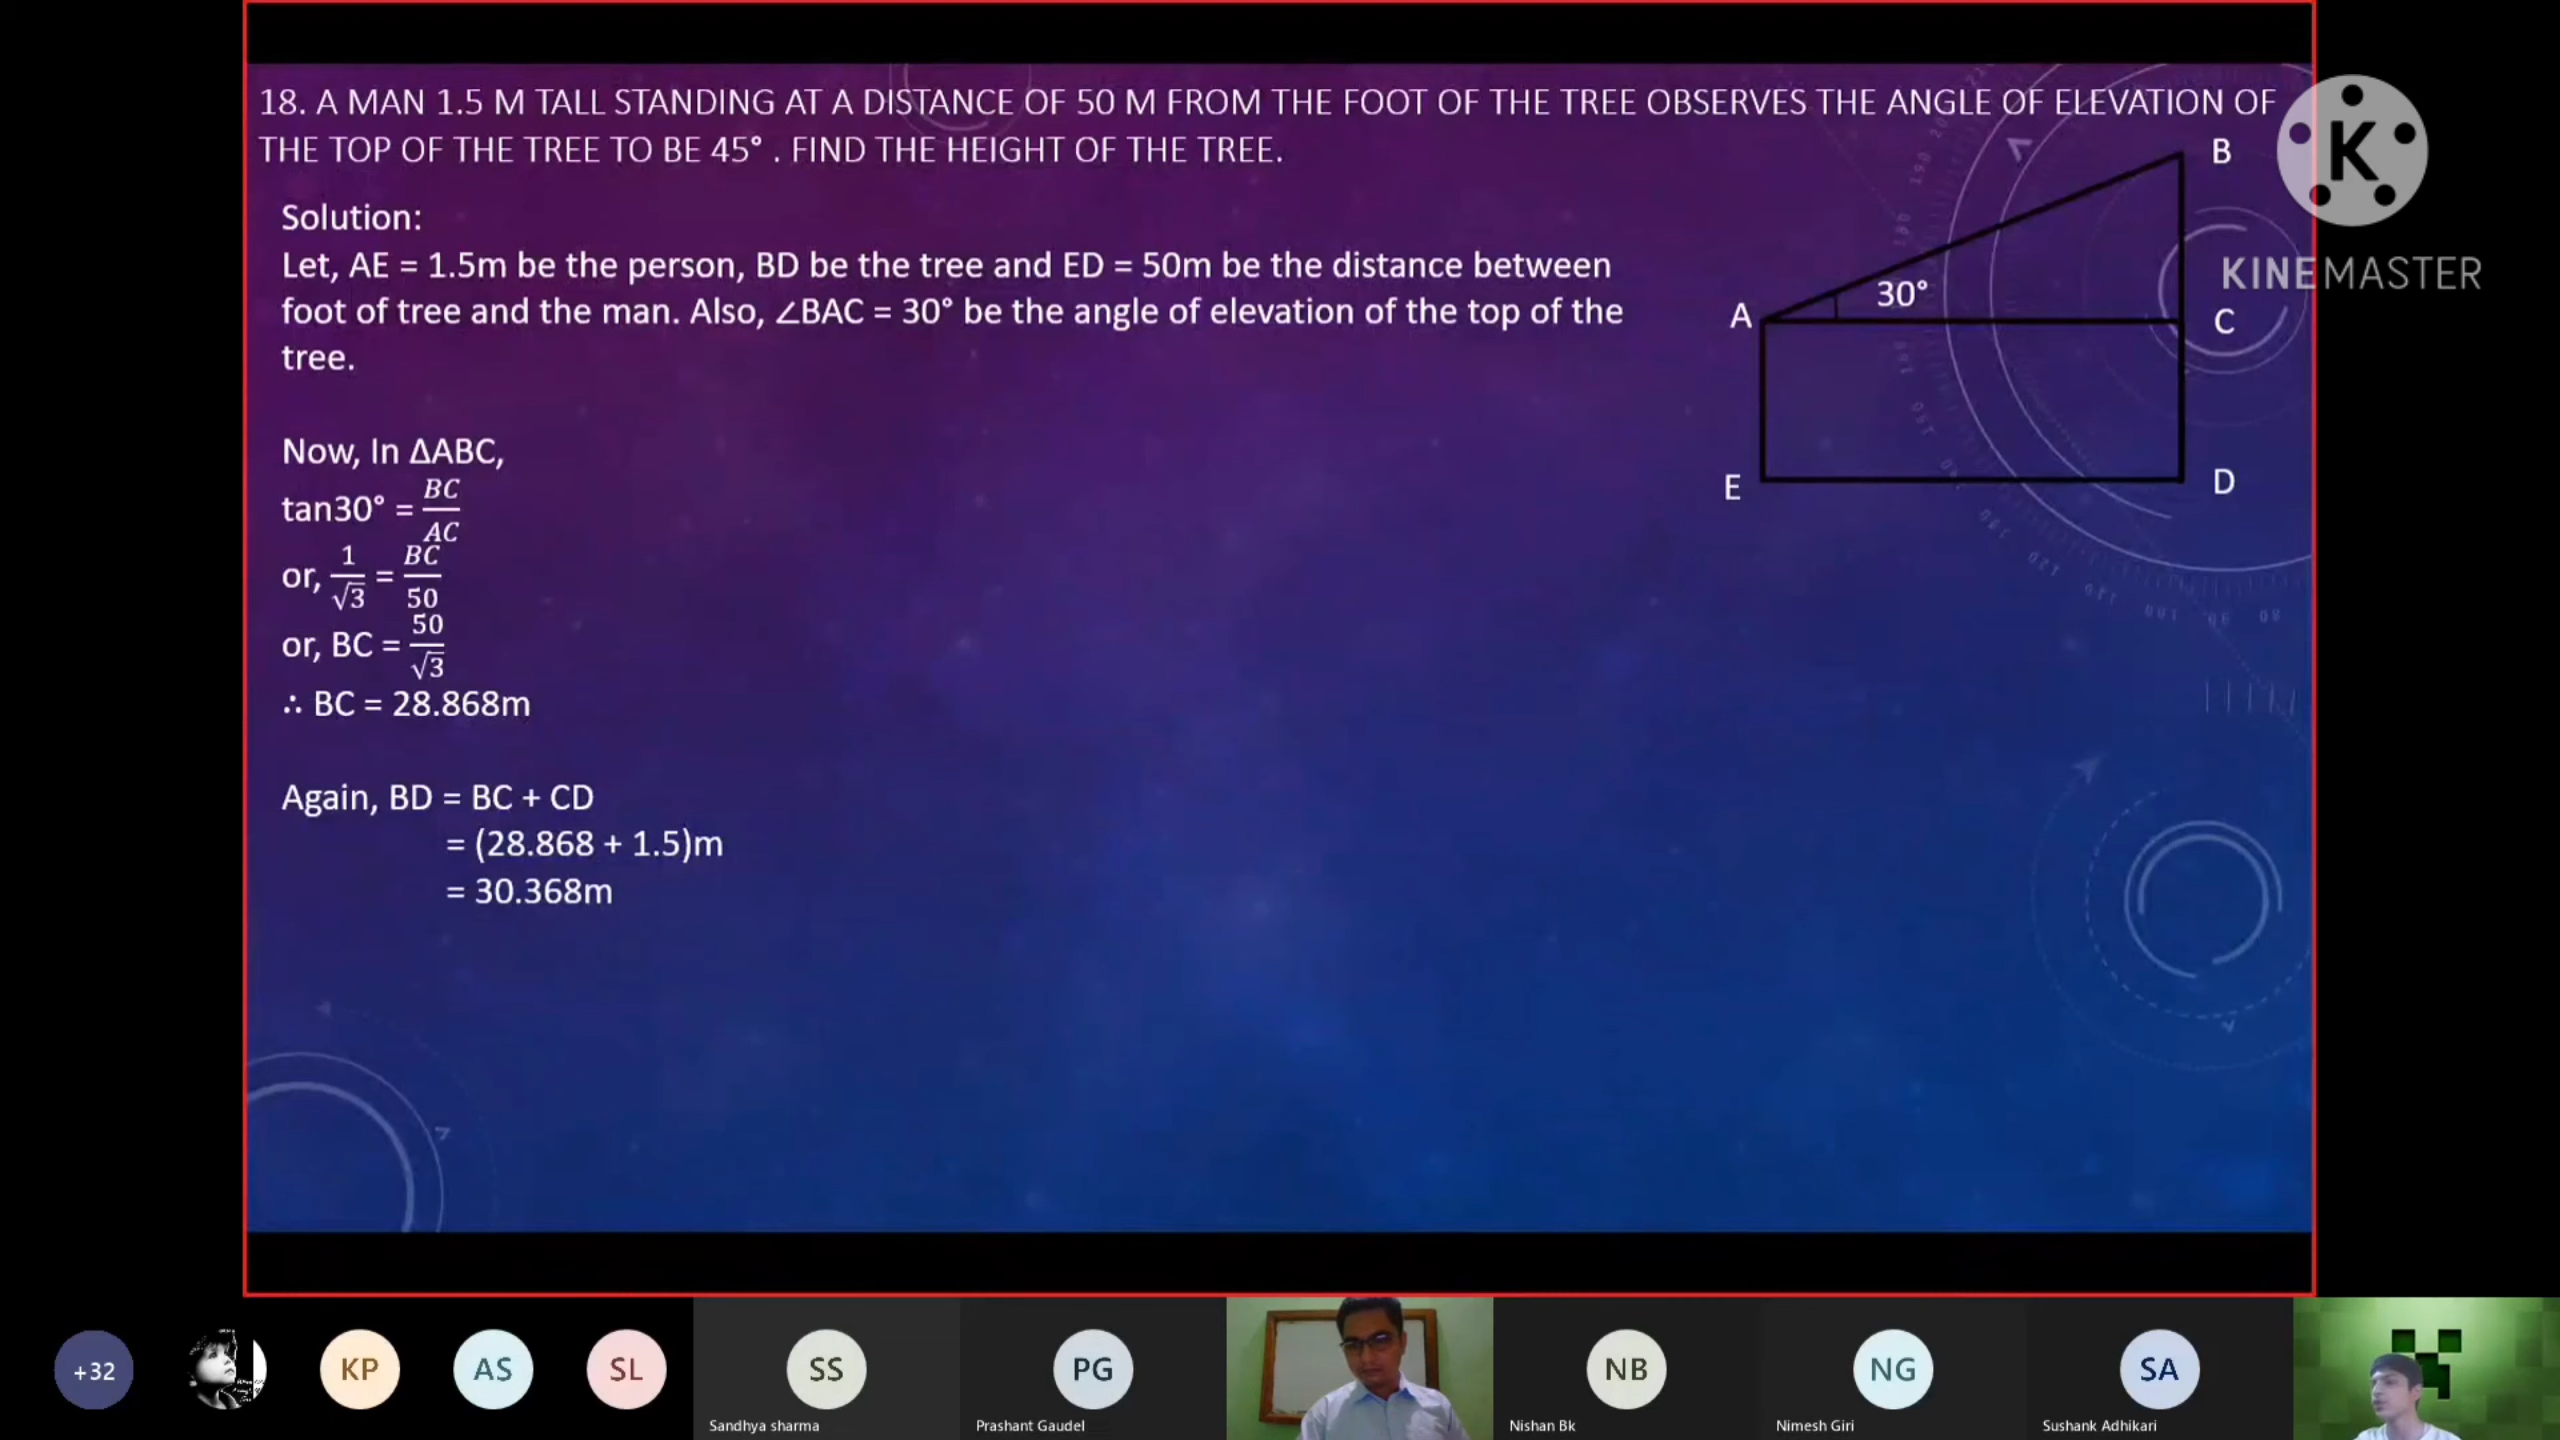 18. A MAN 1.5 M TALL STANDING AT A DISTANCE OF 50 M FROM THE FOOT OF THE TREE OBSERVES THE ANGLE OF ELEVATION OF
THE TOP OF THE TREE TO BE 45° . FIND THE HEIGHT OF THE TREE.
Solution:
Let, AE = 1.5m be the person, BD be the tree and ED = 50m be the distance between
foot of tree and the man. Also, ∠BAC = 30° be the angle of elevation of the top of the
tree.
Now, In ΔABC,
tan30° = BC/AC
or, 1/√3 = BC/50
or, BC = 50/√3
∴ BC = 28.868m
Again, BD = BC + CD
= (28.868 + 1.5)m
= 30.368m
B
30°
A
C
E
D
K
KINEMASTER
+32
KP
AS
SL
SS
Sandhya sharma
PG
Prashant Gaudel
NB
Nishan Bk
NG
Nimesh Giri
SA
Sushank Adhikari